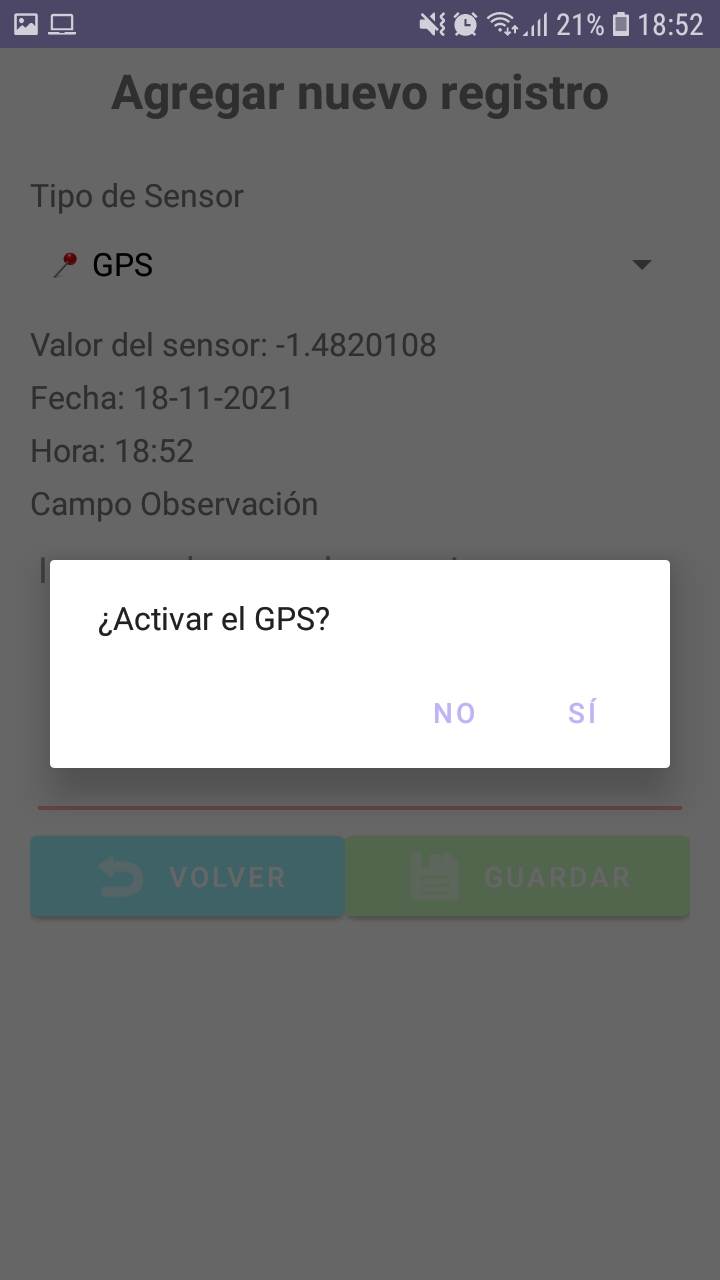 21% 18:52
Agregar nuevo registro
Tipo de Sensor
GPS
Valor del sensor: -1.4820108
Fecha: 18-11-2021
Hora: 18:52
Campo Observación
¿Activar el GPS?
NO SÍ
VOLVER GUARDAR